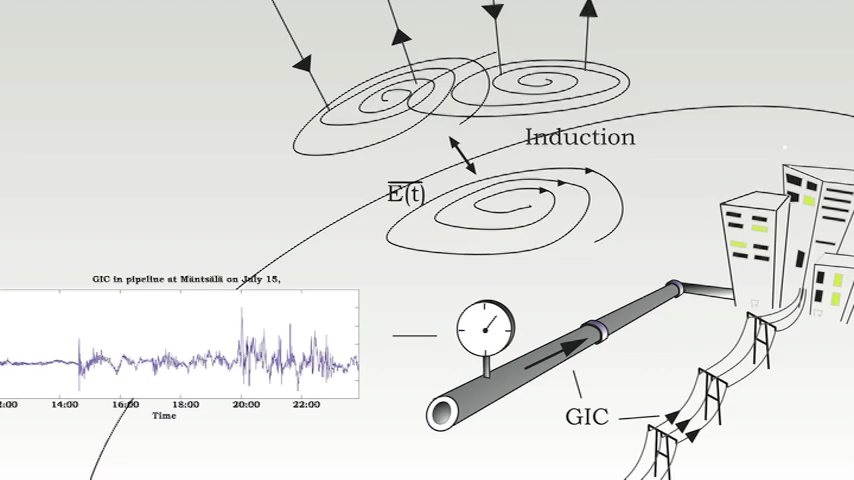 Induction
E(t)
GIC in pipeline at Mäntsälä on July 15,
2:00 14:00 16:00 18:00 20:00 22:00
Time
GIC